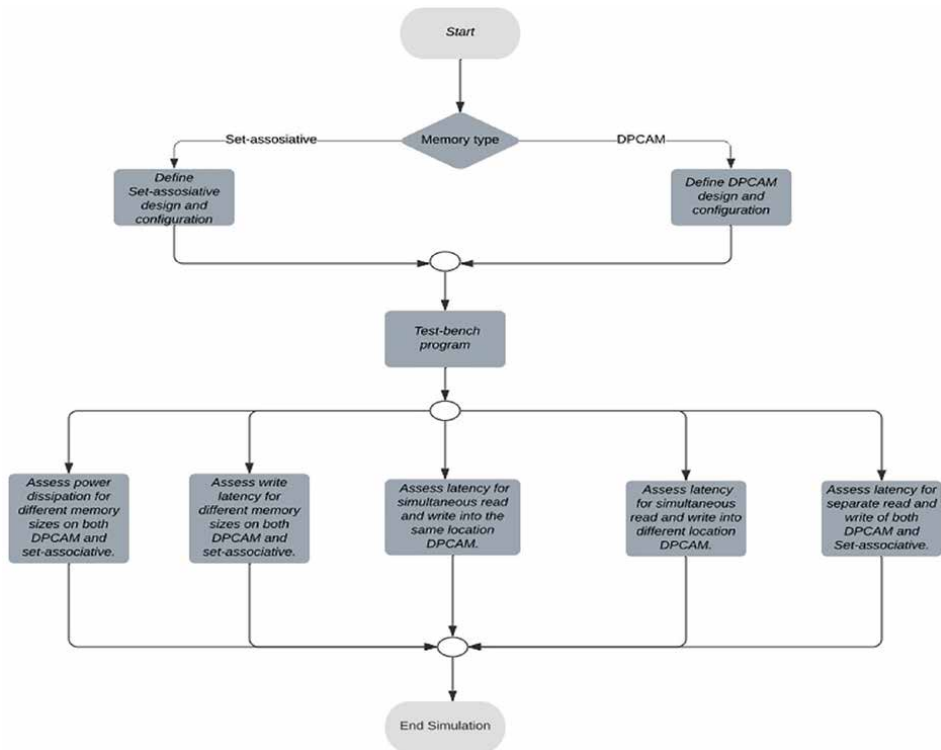 Start
Set-assosiative
Memory type
DPCAM
Define
Set-assosiative
design and
configuration
Define DPCAM
design and
configuration
Test-bench
program
Assess power
dissipation for
different memory
sizes on both
DPCAM and
set-associative.
Assess write
latency for
different memory
sizes on both
DPCAM and
set-associative.
Assess latency for
simultaneous read
and write into the
same location
DPCAM.
Assess latency
for simultaneous
read and write into
different location
DPCAM.
Assess latency for
separate read and
write of both
DPCAM and
Set-associative.
End Simulation